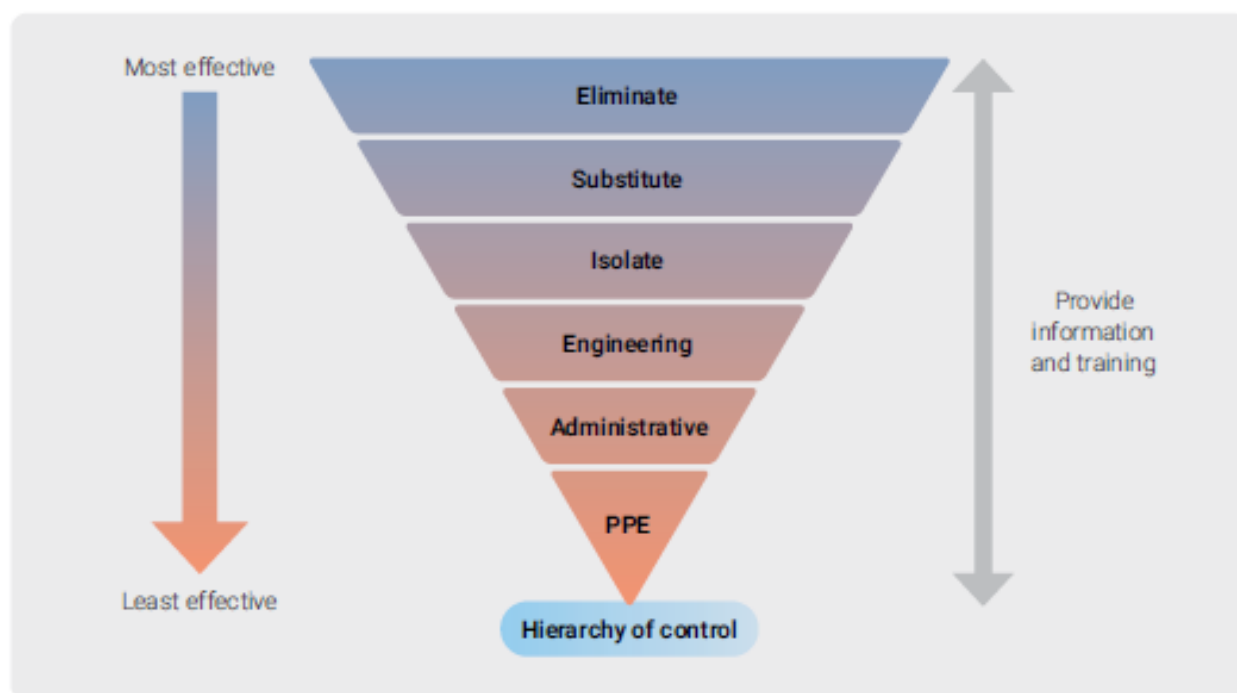 Most effective
Eliminate
Substitute
Isolate
Engineering
Administrative
PPE
Least effective
Hierarchy of control
Provide
information
and training